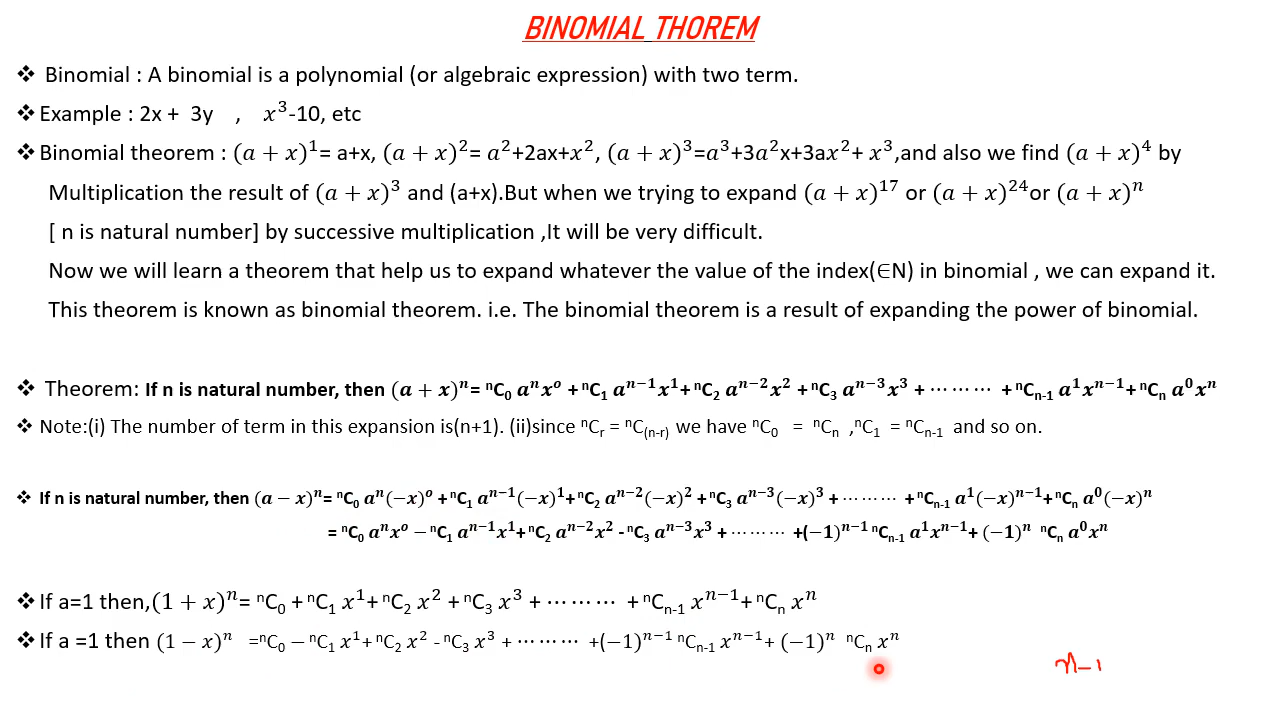 BINOMIAL THOREM
❖ Binomial : A binomial is a polynomial (or algebraic expression) with two term.
❖ Example : 2x + 3y , x³-10, etc
❖ Binomial theorem : (a + x)¹= a+x, (a + x)²= a²+2ax+x², (a + x)³=a³+3a²x+3ax²+ x³,and also we find (a + x)⁴ by
Multiplication the result of (a + x)³ and (a+x).But when we trying to expand (a + x)¹⁷ or (a + x)²⁴or (a + x)ⁿ
[ n is natural number] by successive multiplication ,It will be very difficult.
Now we will learn a theorem that help us to expand whatever the value of the index(∈N) in binomial , we can expand it.
This theorem is known as binomial theorem. i.e. The binomial theorem is a result of expanding the power of binomial.
❖ Theorem: If n is natural number, then (a + x)ⁿ= ⁿC₀ aⁿxᵒ + ⁿC₁ aⁿ⁻¹x¹+ ⁿC₂ aⁿ⁻²x² + ⁿC₃ aⁿ⁻³x³ + ⋯⋯⋯ + ⁿCₙ₋₁ a¹xⁿ⁻¹+ ⁿCₙ a⁰xⁿ
❖ Note:(i) The number of term in this expansion is(n+1). (ii)since ⁿCᵣ = ⁿC₍ₙ₋ᵣ₎ we have ⁿC₀ = ⁿCₙ ,ⁿC₁ = ⁿCₙ₋₁ and so on.
❖ If n is natural number, then (a − x)ⁿ= ⁿC₀ aⁿ(−x)ᵒ + ⁿC₁ aⁿ⁻¹(−x)¹+ ⁿC₂ aⁿ⁻²(−x)² + ⁿC₃ aⁿ⁻³(−x)³ + ⋯⋯⋯ + ⁿCₙ₋₁ a¹(−x)ⁿ⁻¹+ ⁿCₙ a⁰(−x)ⁿ
= ⁿC₀ aⁿxᵒ − ⁿC₁ aⁿ⁻¹x¹+ ⁿC₂ aⁿ⁻²x² - ⁿC₃ aⁿ⁻³x³ + ⋯⋯⋯ +(−1)ⁿ⁻¹ ⁿCₙ₋₁ a¹xⁿ⁻¹+ (−1)ⁿ ⁿCₙ a⁰xⁿ
❖ If a=1 then,(1 + x)ⁿ= ⁿC₀ + ⁿC₁ x¹+ ⁿC₂ x² + ⁿC₃ x³ + ⋯⋯⋯ + ⁿCₙ₋₁ xⁿ⁻¹+ ⁿCₙ xⁿ
❖ If a =1 then (1 − x)ⁿ =ⁿC₀ − ⁿC₁ x¹+ ⁿC₂ x² - ⁿC₃ x³ + ⋯⋯⋯ +(−1)ⁿ⁻¹ ⁿCₙ₋₁ xⁿ⁻¹+ (−1)ⁿ ⁿCₙ xⁿ
n-1